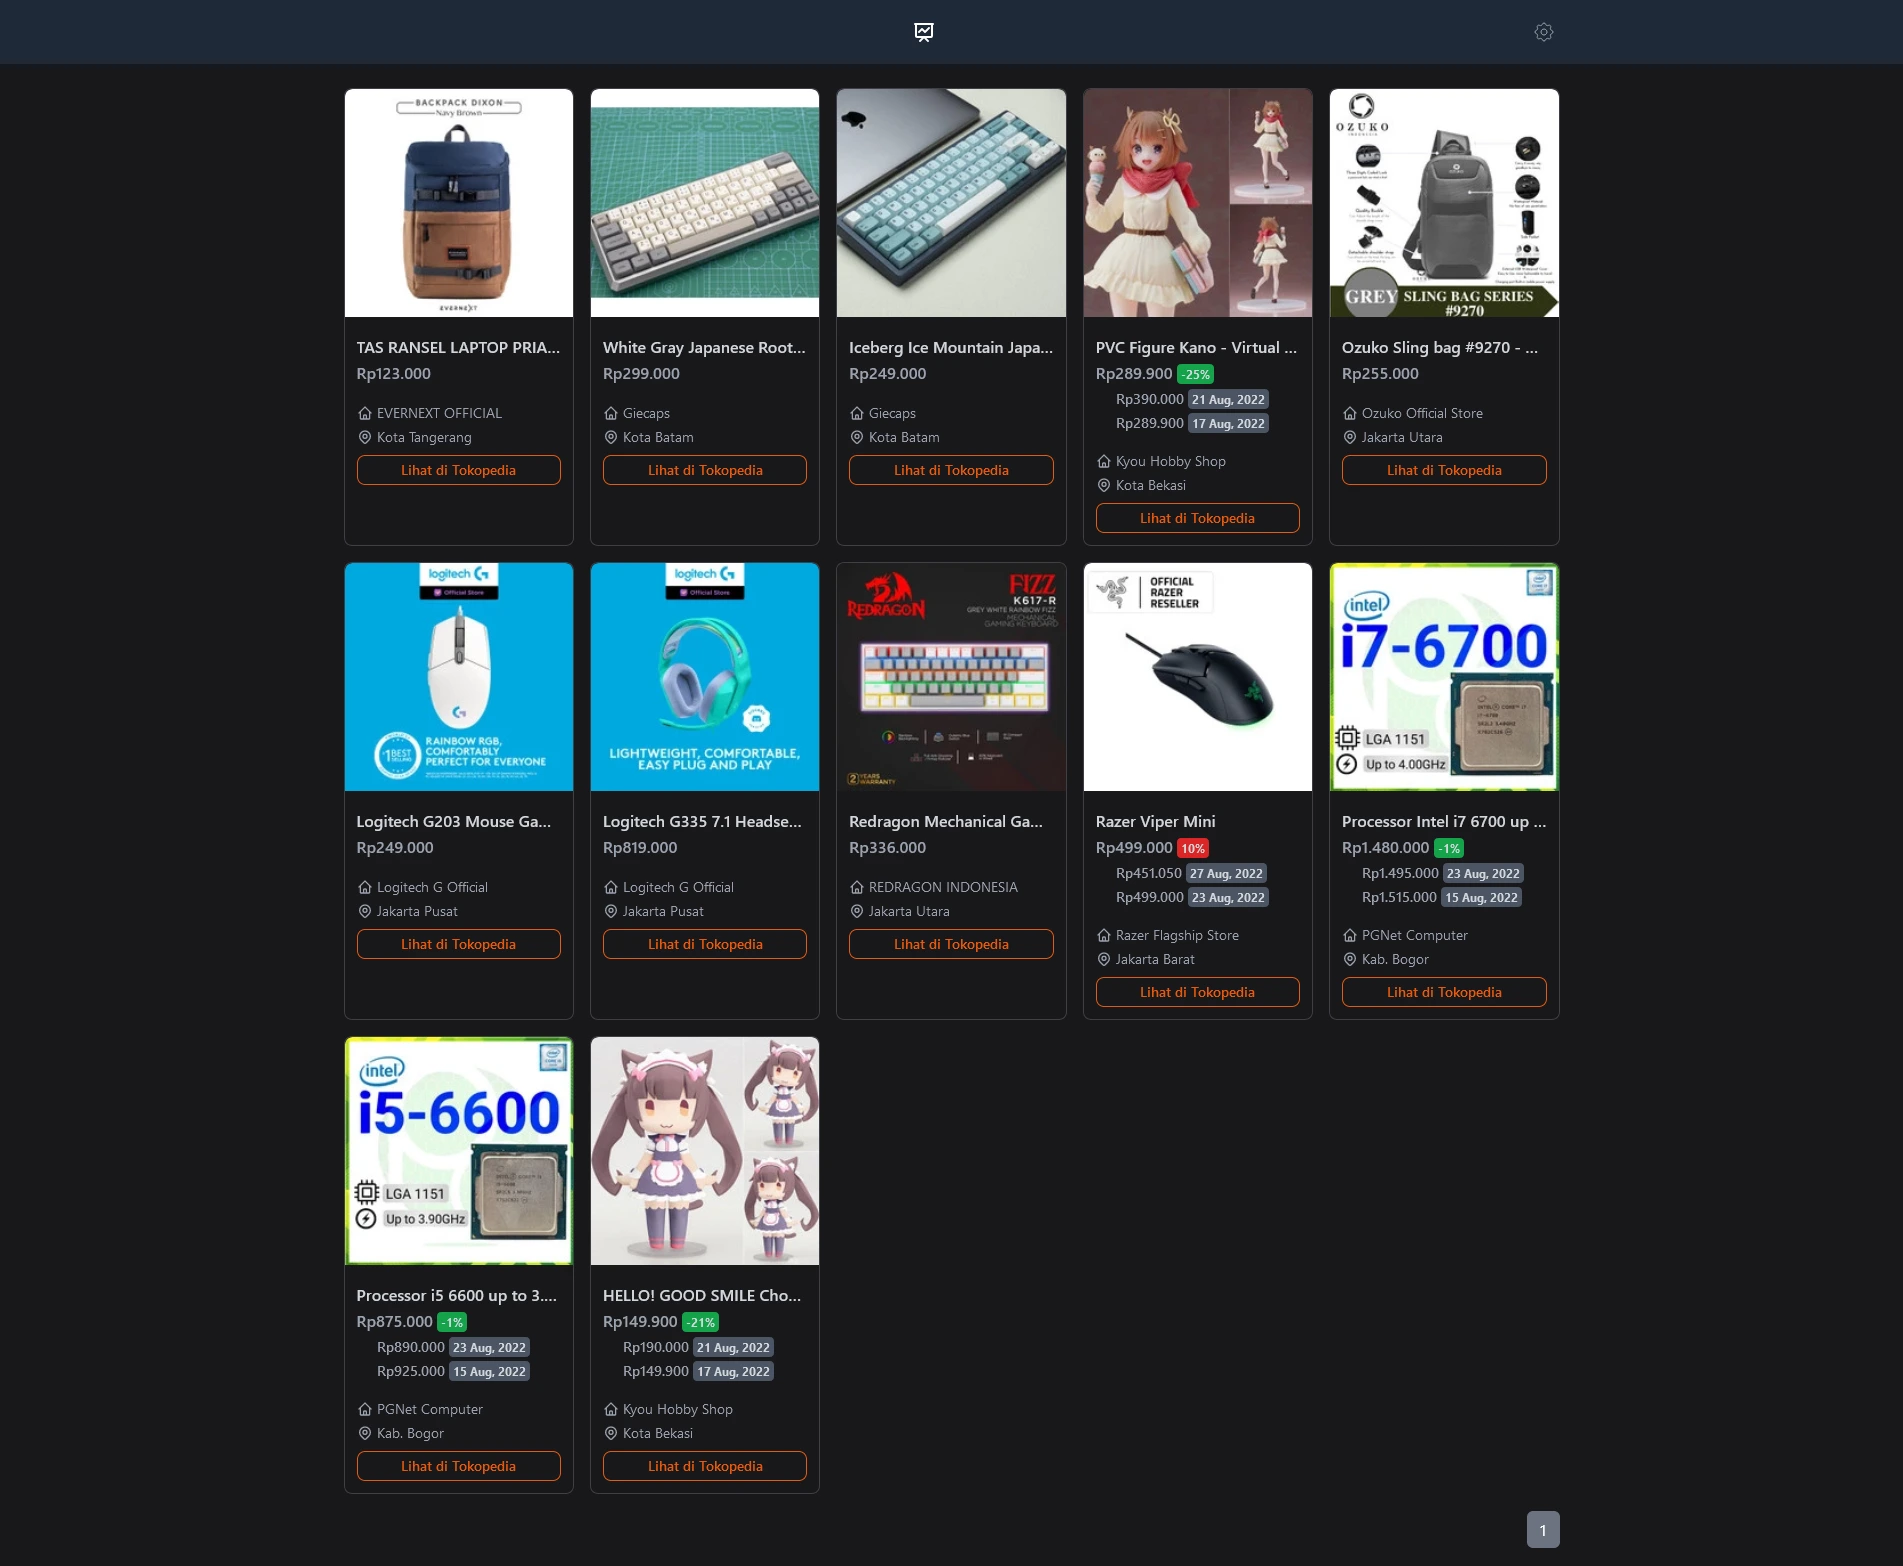 BACKPACK DIXON
Navy Brown
EVERNEXT
TAS RANSEL LAPTOP PRIA...
Rp123.000
EVERNEXT OFFICIAL
Kota Tangerang
Lihat di Tokopedia
White Gray Japanese Root...
Rp299.000
Giecaps
Kota Batam
Lihat di Tokopedia
Iceberg Ice Mountain Japa...
Rp249.000
Giecaps
Kota Batam
Lihat di Tokopedia
PVC Figure Kano - Virtual ...
Rp289.900 -25%
Rp390.000 21 Aug, 2022
Rp289.900 17 Aug, 2022
Kyou Hobby Shop
Kota Bekasi
Lihat di Tokopedia
OZUKO
GREY SLING BAG SERIES
#9270
Ozuko Sling bag #9270 - ...
Rp255.000
Ozuko Official Store
Jakarta Utara
Lihat di Tokopedia
logitech G
Official Store
#1 BEST
SELLING
RAINBOW RGB,
COMFORTABLY
PERFECT FOR EVERYONE
Logitech G203 Mouse Ga...
Rp249.000
Logitech G Official
Jakarta Pusat
Lihat di Tokopedia
logitech G
Official Store
LIGHTWEIGHT, COMFORTABLE,
EASY PLUG AND PLAY
Logitech G335 7.1 Headse...
Rp819.000
Logitech G Official
Jakarta Pusat
Lihat di Tokopedia
REDRAGON
FIZZ
K617-R
GREY WHITE RAINBOW FIZZ
MECHANICAL
GAMING KEYBOARD
2 YEARS
WARRANTY
Redragon Mechanical Ga...
Rp336.000
REDRAGON INDONESIA
Jakarta Utara
Lihat di Tokopedia
OFFICIAL
RAZER
RESELLER
Razer Viper Mini
Rp499.000 10%
Rp451.050 27 Aug, 2022
Rp499.000 23 Aug, 2022
Razer Flagship Store
Jakarta Barat
Lihat di Tokopedia
intel
i7-6700
LGA 1151
Up to 4.00GHz
Processor Intel i7 6700 up ...
Rp1.480.000 -1%
Rp1.495.000 23 Aug, 2022
Rp1.515.000 15 Aug, 2022
PGNet Computer
Kab. Bogor
Lihat di Tokopedia
intel
i5-6600
LGA 1151
Up to 3.90GHz
Processor i5 6600 up to 3....
Rp875.000 -1%
Rp890.000 23 Aug, 2022
Rp925.000 15 Aug, 2022
PGNet Computer
Kab. Bogor
Lihat di Tokopedia
HELLO! GOOD SMILE Cho...
Rp149.900 -21%
Rp190.000 21 Aug, 2022
Rp149.900 17 Aug, 2022
Kyou Hobby Shop
Kota Bekasi
Lihat di Tokopedia
1